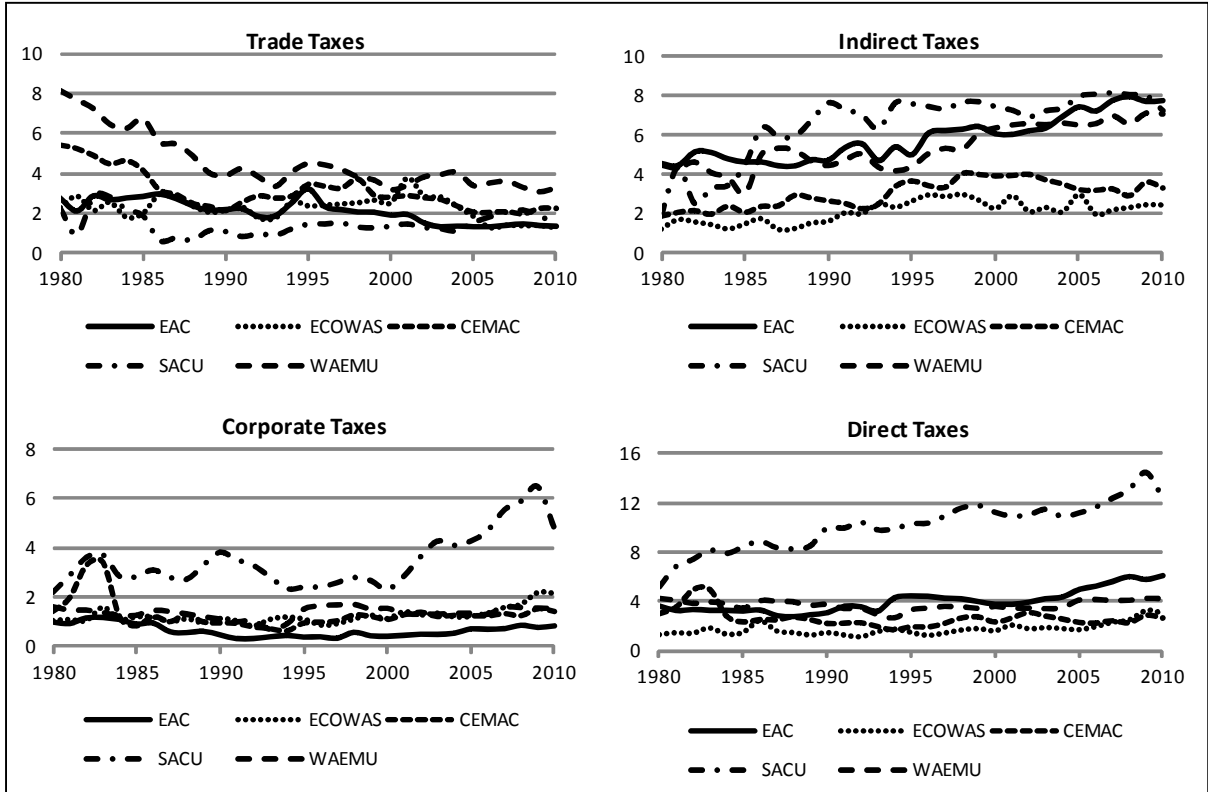 Trade Taxes
10
8
6
4
2
0
1980 1985 1990 1995 2000 2005 2010
EAC ECOWAS CEMAC
SACU WAEMU
Indirect Taxes
10
8
6
4
2
0
1980 1985 1990 1995 2000 2005 2010
EAC ECOWAS CEMAC
SACU WAEMU
Corporate Taxes
8
6
4
2
0
1980 1985 1990 1995 2000 2005 2010
EAC ECOWAS CEMAC
SACU WAEMU
Direct Taxes
16
12
8
4
0
1980 1985 1990 1995 2000 2005 2010
EAC ECOWAS CEMAC
SACU WAEMU